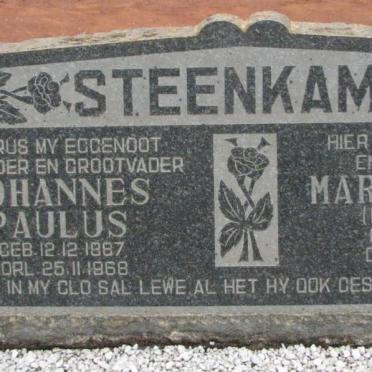 STEENKAM
RUS MY EGGENOOT
DER EN GROOTVADER
OHANNES
PAULUS
GEB. 12.12.1887
ORL. 25.11.1968
HIER
EN
MAR
IN MY GLO SAL LEWE AL HET HY OOK GES